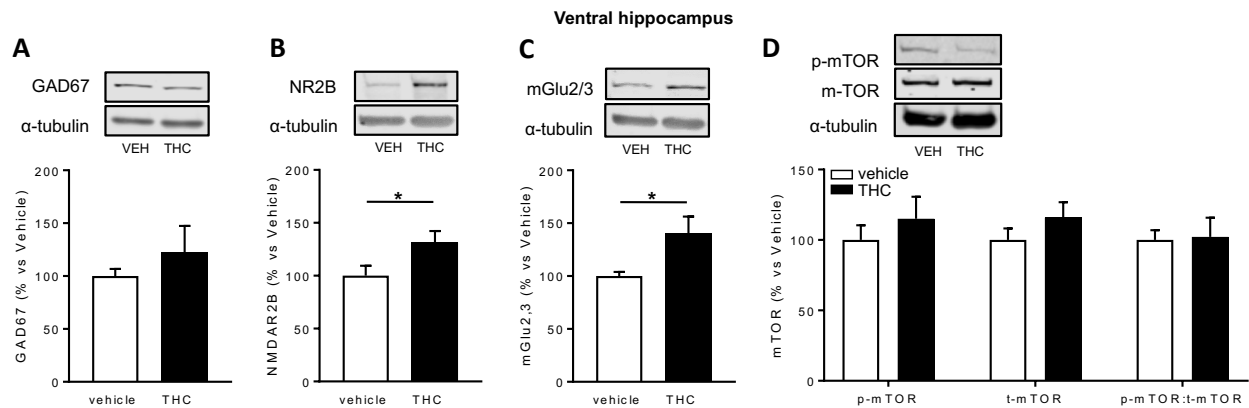 Ventral hippocampus
A
GAD67
α-tubulin
VEH THC
GAD67 (% vs Vehicle)
200
150
100
50
0
vehicle THC
B
NR2B
α-tubulin
VEH THC
NMDAR2B (% vs Vehicle)
200
150
100
50
0
*
vehicle THC
C
mGlu2/3
α-tubulin
VEH THC
mGlu2,3 (% vs Vehicle)
200
150
100
50
0
*
vehicle THC
D
p-mTOR
m-TOR
α-tubulin
VEH THC
vehicle
THC
mTOR (% vs Vehicle)
150
100
50
0
p-mTOR t-mTOR p-mTOR:t-mTOR